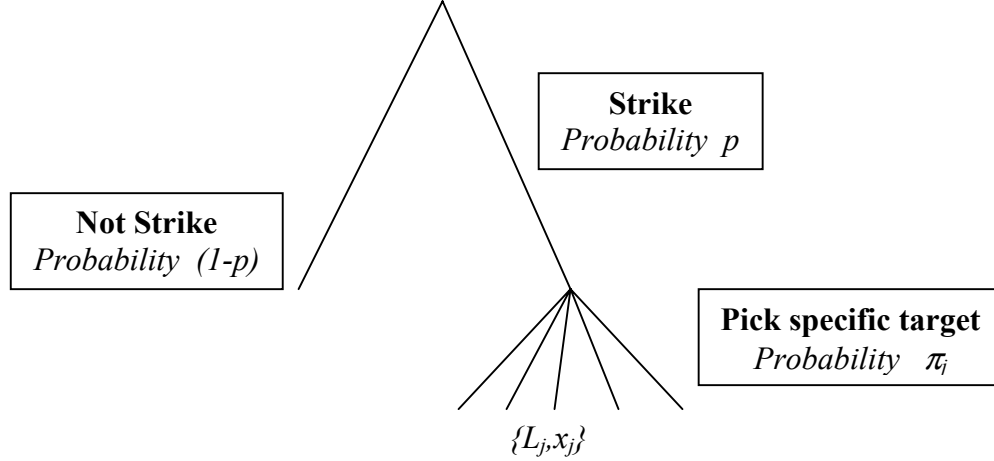 Strike
Probability p
Not Strike
Probability (1-p)
Pick specific target
Probability πj
{Lj,xj}